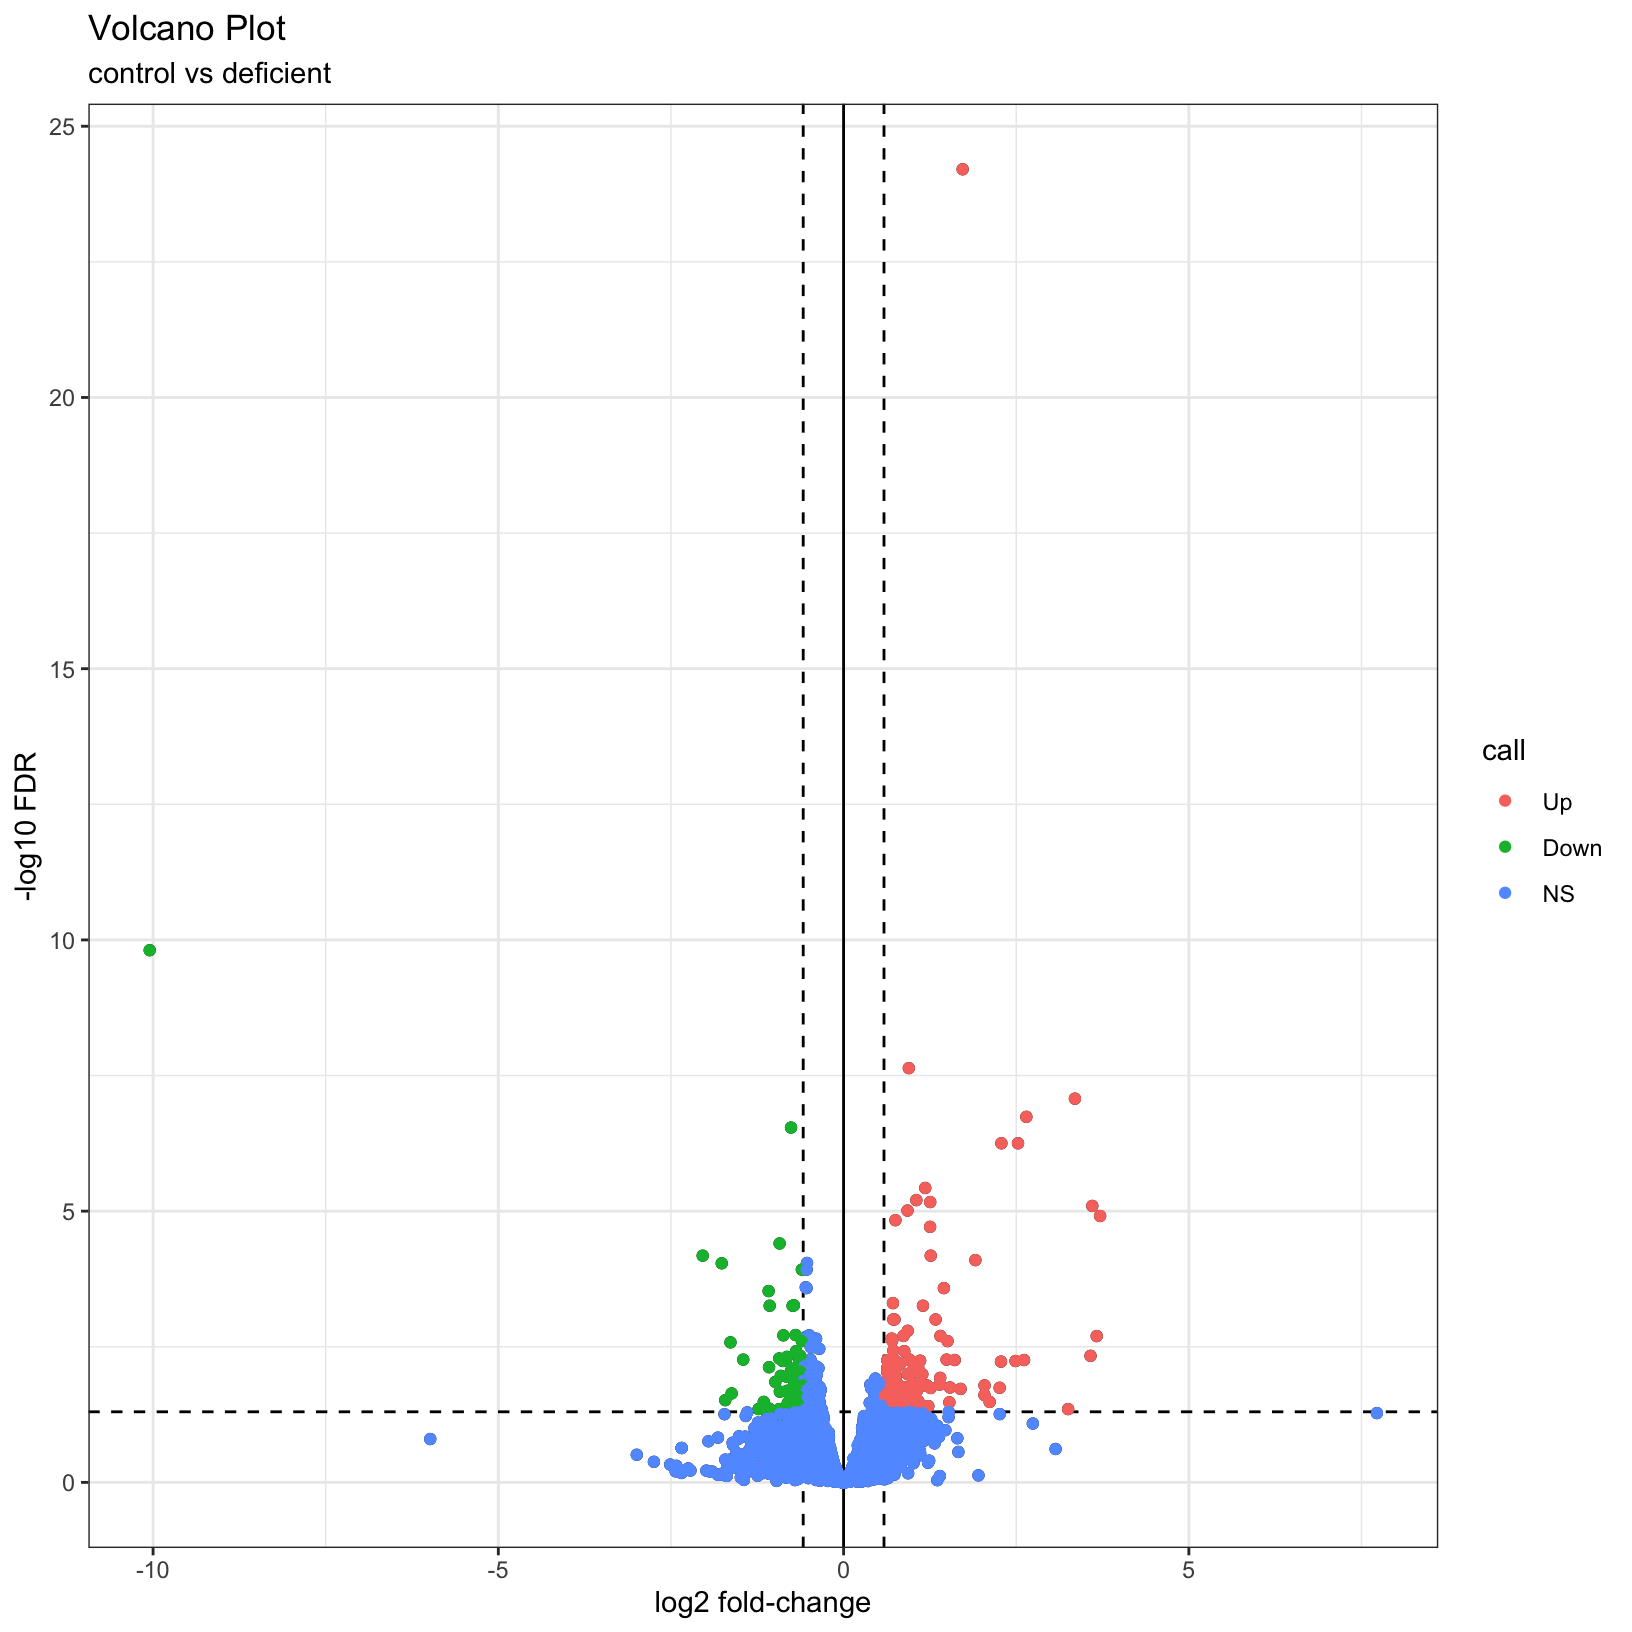 Volcano Plot
control vs deficient
25
20
15
10
5
0
-log10 FDR
-10
-5
0
5
log2 fold-change
call
Up
Down
NS